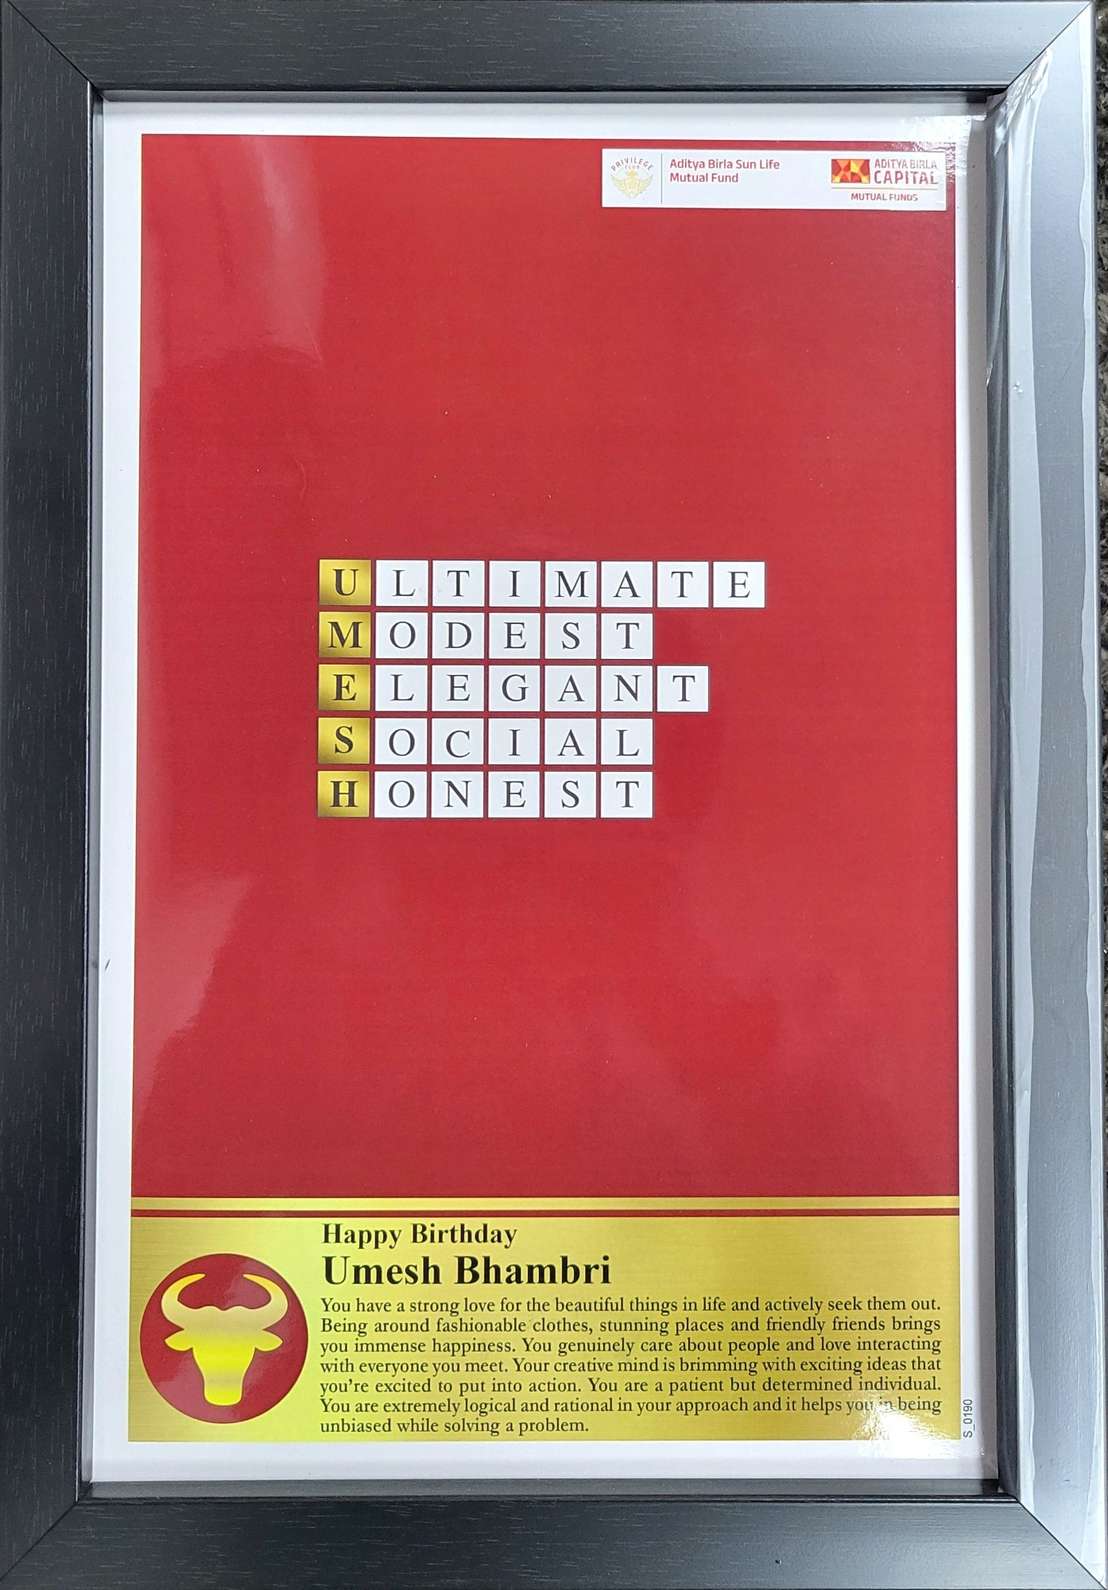 PRIVILEGE
CLUB
Aditya Birla Sun Life
Mutual Fund
ADITYA BIRLA
CAPITAL
MUTUAL FUNDS
ULTIMATE
MODEST
ELEGANT
SOCIAL
HONEST
Happy Birthday
Umesh Bhambri
You have a strong love for the beautiful things in life and actively seek them out.
Being around fashionable clothes, stunning places and friendly friends brings
you immense happiness. You genuinely care about people and love interacting
with everyone you meet. Your creative mind is brimming with exciting ideas that
you're excited to put into action. You are a patient but determined individual.
You are extremely logical and rational in your approach and it helps you in being
unbiased while solving a problem.
S_0190